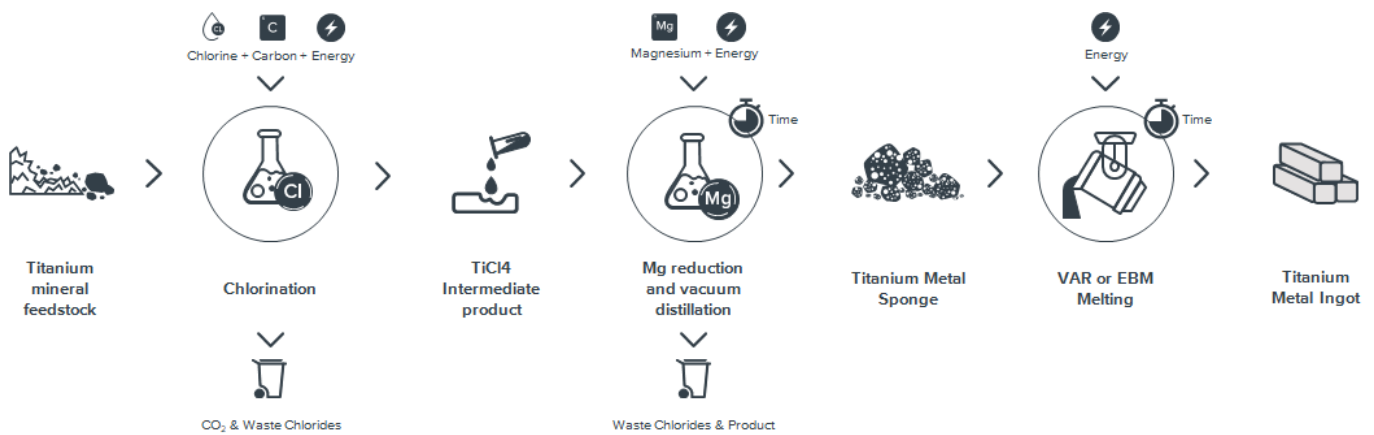 CL
C
Chlorine + Carbon + Energy
Mg
Magnesium + Energy
Energy
Time
Time
Cl
Mg
Titanium
mineral
feedstock
Chlorination
TiCl4
Intermediate
product
Mg reduction
and vacuum
distillation
Titanium Metal
Sponge
VAR or EBM
Melting
Titanium
Metal Ingot
CO₂ & Waste Chlorides
Waste Chlorides & Product